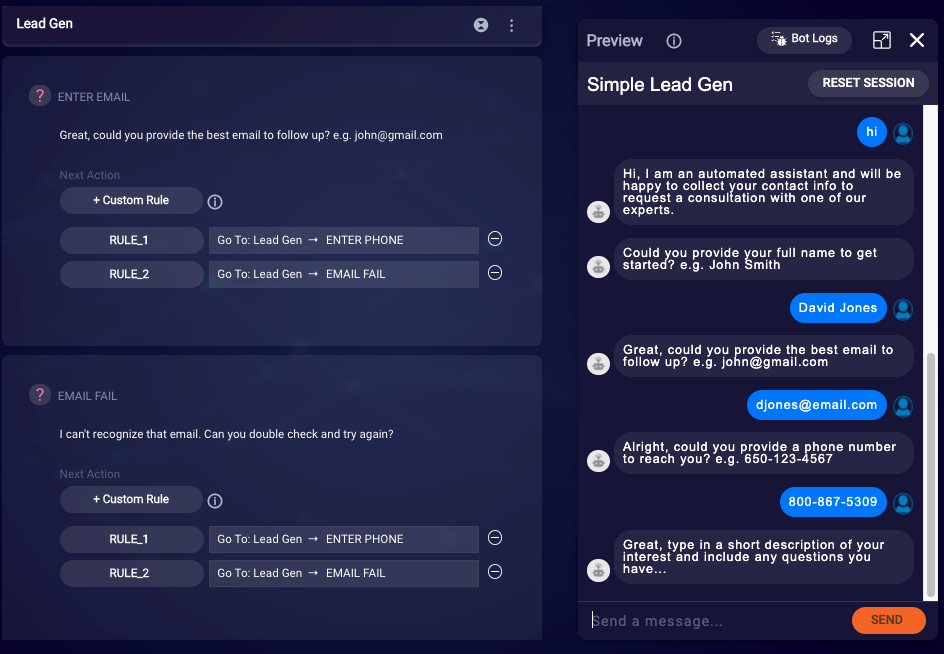 Lead Gen
? ENTER EMAIL
Great, could you provide the best email to follow up? e.g. john@gmail.com
Next Action
+ Custom Rule
RULE_1 Go To: Lead Gen → ENTER PHONE
RULE_2 Go To: Lead Gen → EMAIL FAIL
? EMAIL FAIL
I can't recognize that email. Can you double check and try again?
Next Action
+ Custom Rule
RULE_1 Go To: Lead Gen → ENTER PHONE
RULE_2 Go To: Lead Gen → EMAIL FAIL
Preview Bot Logs
Simple Lead Gen RESET SESSION
hi
Hi, I am an automated assistant and will be
happy to collect your contact info to
request a consultation with one of our
experts.
Could you provide your full name to get
started? e.g. John Smith
David Jones
Great, could you provide the best email to
follow up? e.g. john@gmail.com
djones@email.com
Alright, could you provide a phone number
to reach you? e.g. 650-123-4567
800-867-5309
Great, type in a short description of your
interest and include any questions you
have...
Send a message... SEND